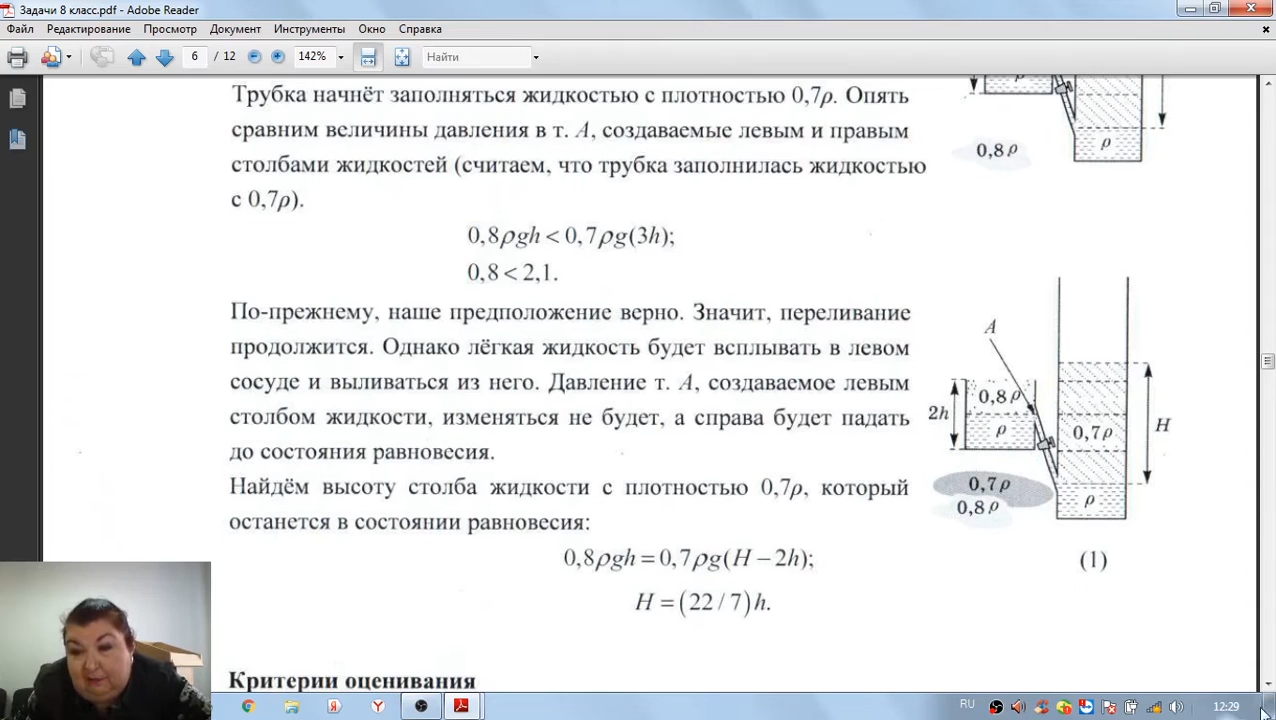 Задачи 8 класс.pdf - Adobe Reader
Файл Редактирование Просмотр Документ Инструменты Окно Справка
6 / 12 142% Найти
Трубка начнёт заполняться жидкостью с плотностью 0,7ρ. Опять
сравним величины давления в т. А, создаваемые левым и правым
столбами жидкостей (считаем, что трубка заполнилась жидкостью
с 0,7ρ).
0,8ρ
ρ
0,8ρgh < 0,7ρg(3h);
0,8 < 2,1.
По-прежнему, наше предположение верно. Значит, переливание
продолжится. Однако лёгкая жидкость будет всплывать в левом
сосуде и выливаться из него. Давление т. А, создаваемое левым
столбом жидкости, изменяться не будет, а справа будет падать
до состояния равновесия.
Найдём высоту столба жидкости с плотностью 0,7ρ, который
останется в состоянии равновесия:
A
0,8ρ
2h
ρ
0,7ρ
H
0,7ρ
0,8ρ
ρ
0,8ρgh = 0,7ρg(H − 2h); (1)
H = (22 / 7)h.
Критерии оценивания
RU 12:29